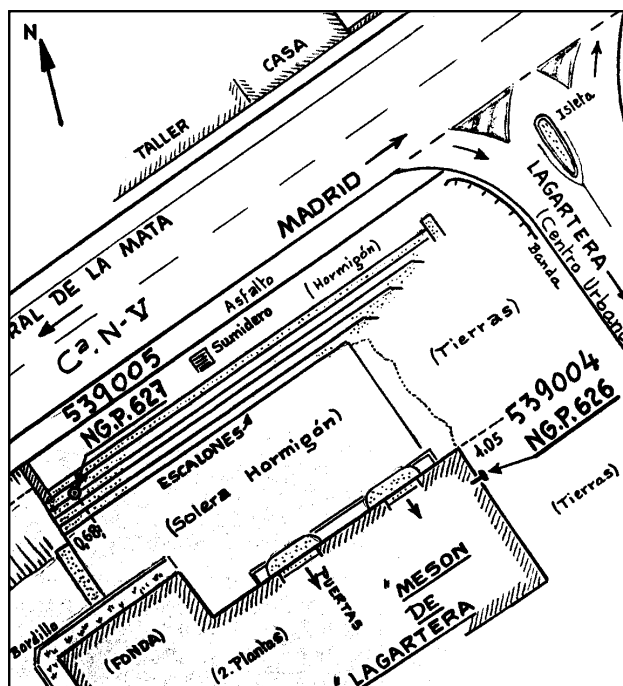 N
CASA
TALLER
Isleta
MADRID
LAGARTERA
(Centro Urbano
Banda
RAL DE LA MATA
Cª. N-V
Asfalto
(Hormigón)
Sumidero
(Tierras)
539005
NG.P.627
539004
NG.P.626
1.05
ESCALONES
(Solera Hormigón)
(Tierras)
0,68
PUERTAS
"MESON
DE
LAGARTERA
Bordillo
(FONDA)
(2.Plantas)